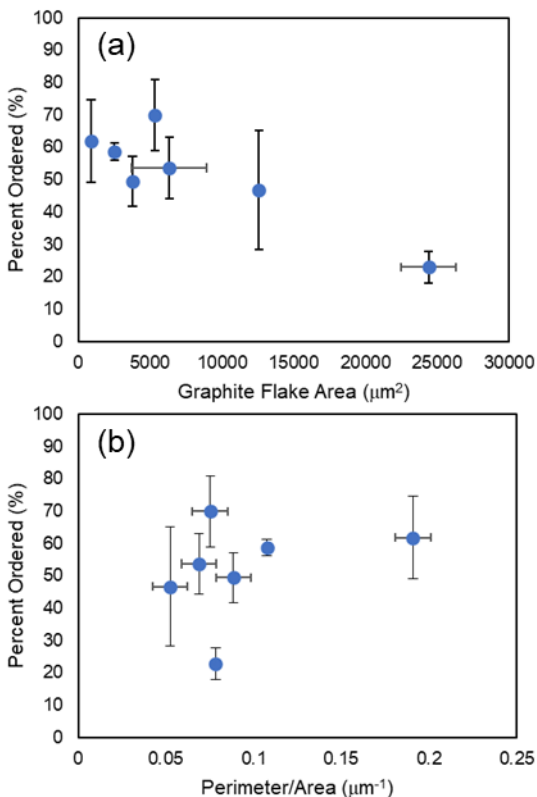 (a)
Percent Ordered (%)
100
90
80
70
60
50
40
30
20
10
0
0 5000 10000 15000 20000 25000 30000
Graphite Flake Area (μm²)
(b)
Percent Ordered (%)
100
90
80
70
60
50
40
30
20
10
0
0 0.05 0.1 0.15 0.2 0.25
Perimeter/Area (μm⁻¹)